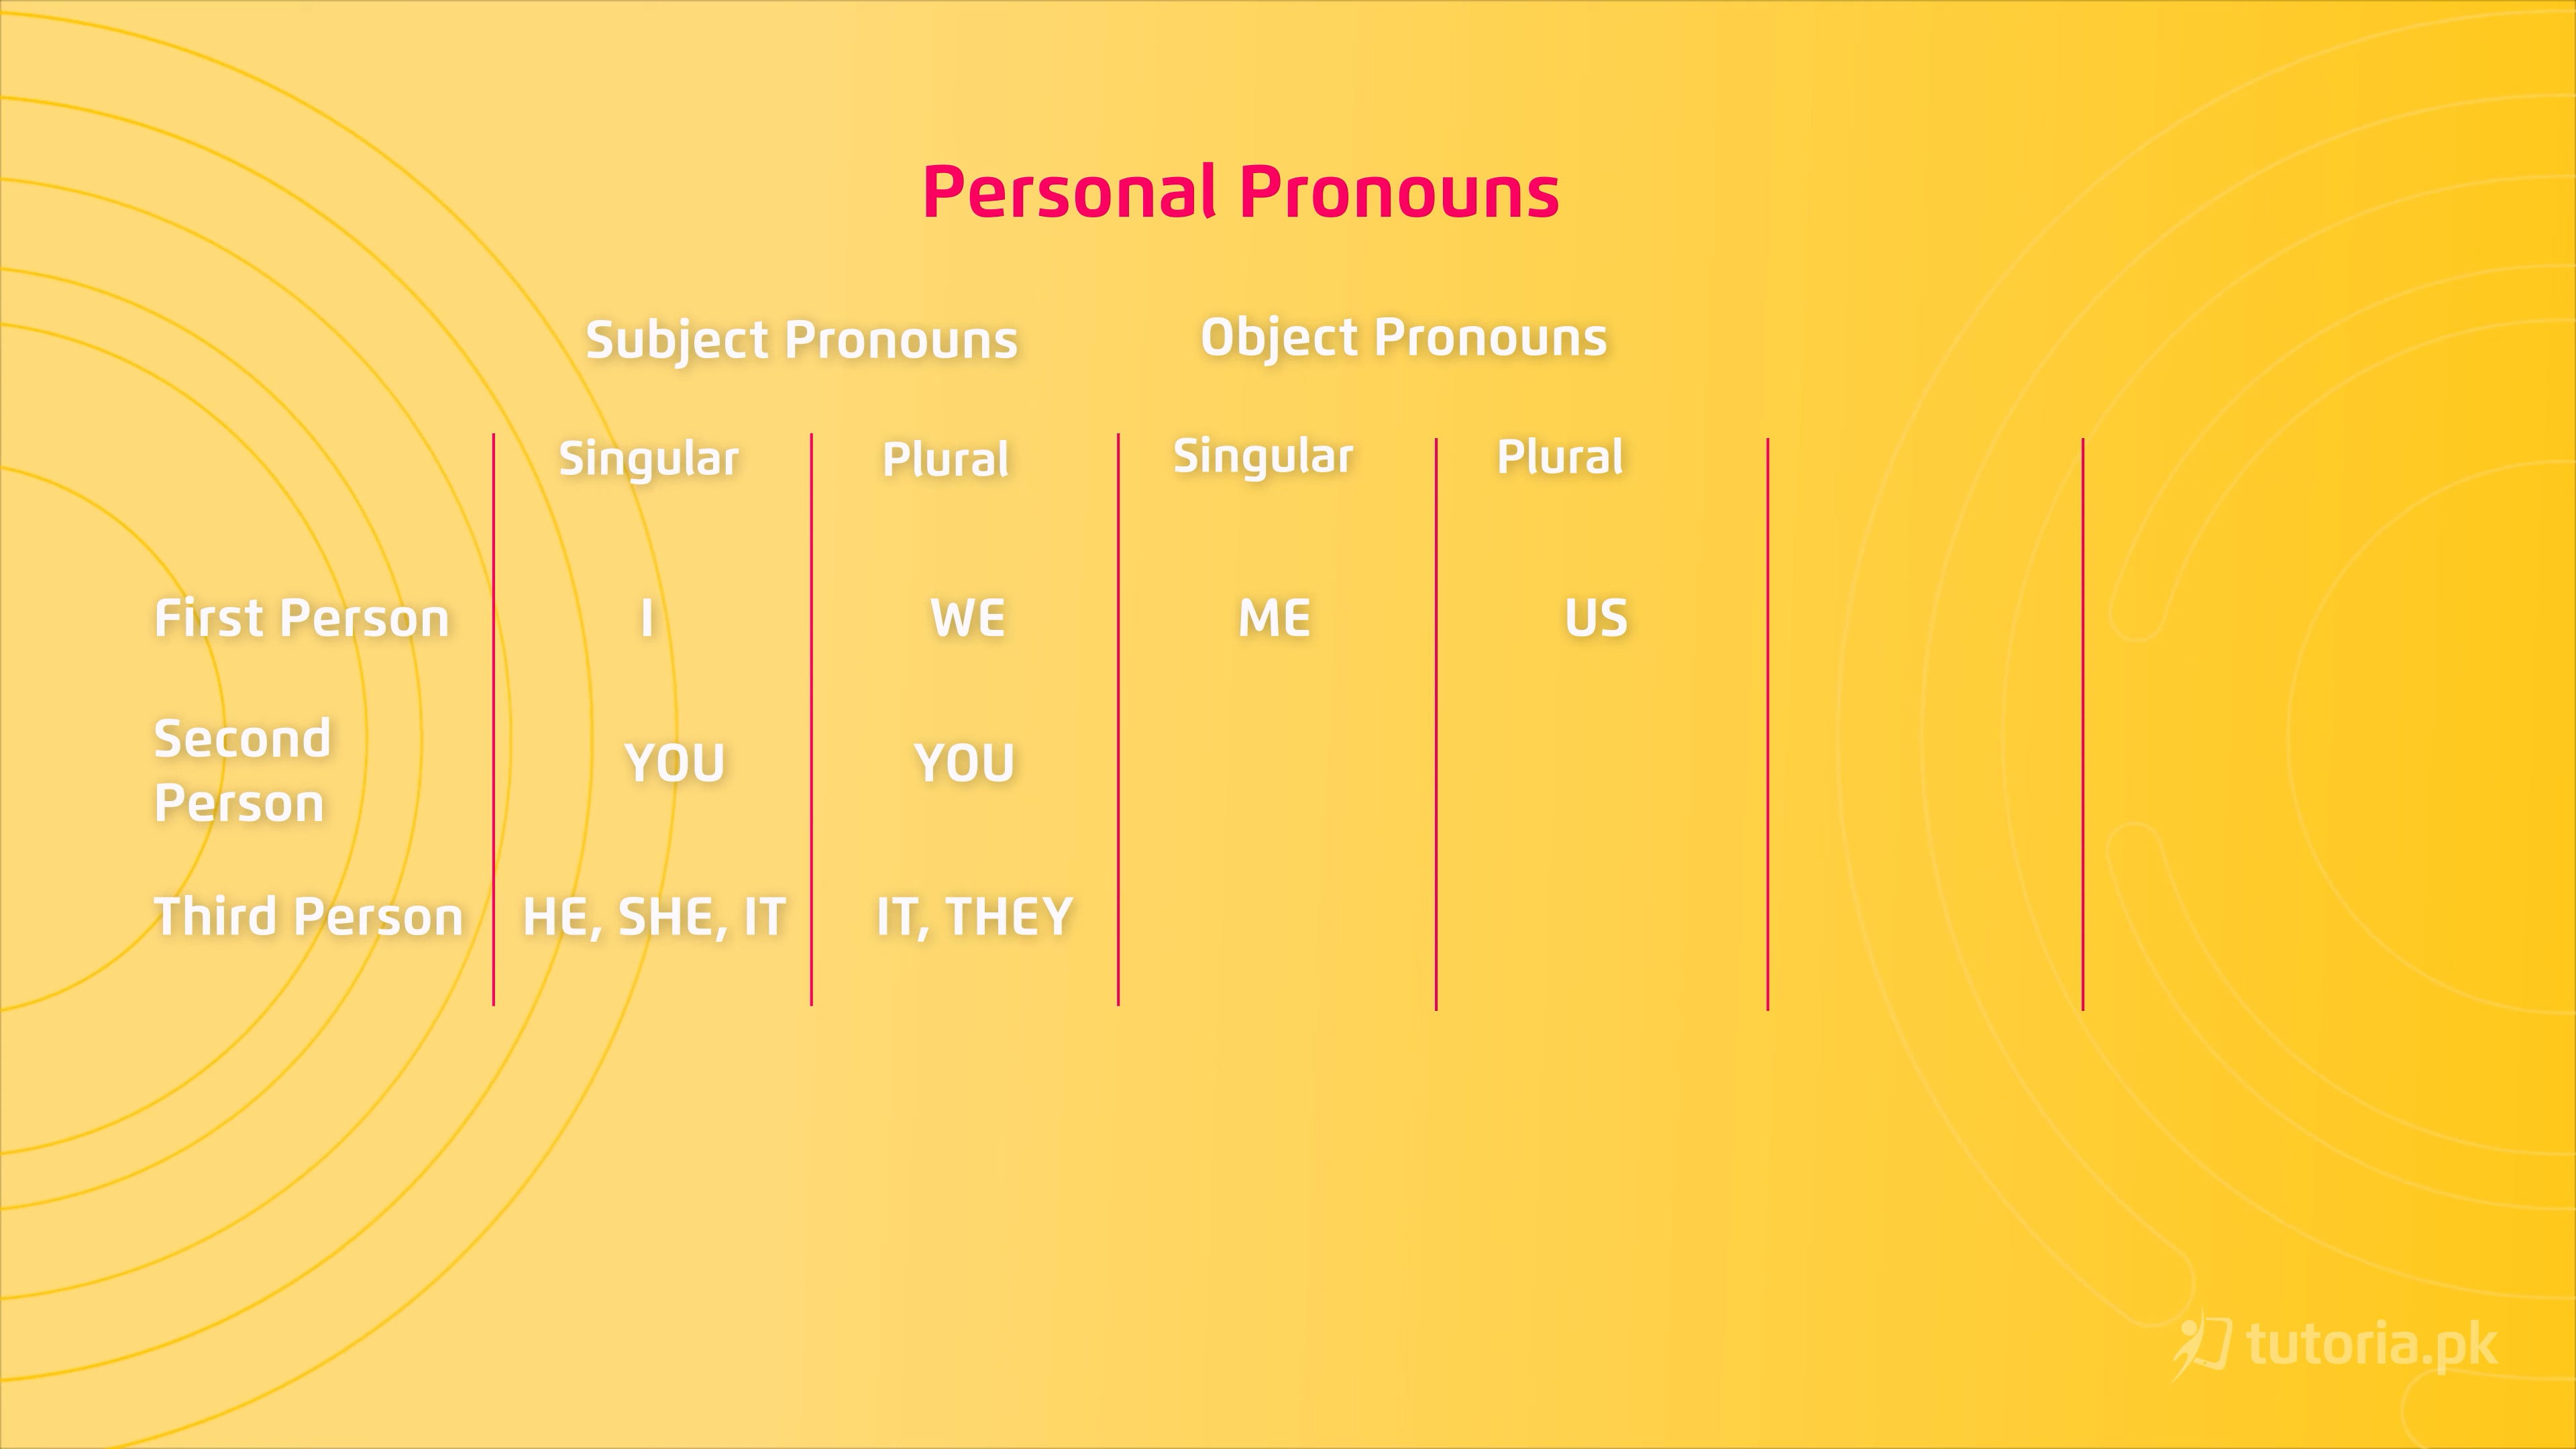 Personal Pronouns
Subject Pronouns Object Pronouns
Singular Plural Singular Plural
First Person I WE ME US
Second
Person YOU YOU
Third Person HE, SHE, IT IT, THEY
tutoria.pk